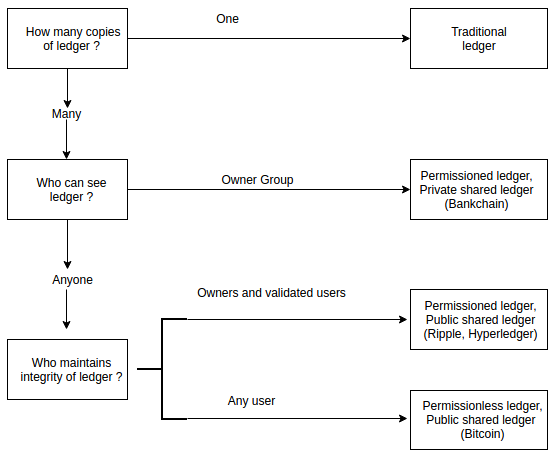 How many copies
of ledger ?
One
Traditional
ledger
Many
Who can see
ledger ?
Owner Group
Permissioned ledger,
Private shared ledger
(Bankchain)
Anyone
Who maintains
integrity of ledger ?
Owners and validated users
Permissioned ledger,
Public shared ledger
(Ripple, Hyperledger)
Any user
Permissionless ledger,
Public shared ledger
(Bitcoin)